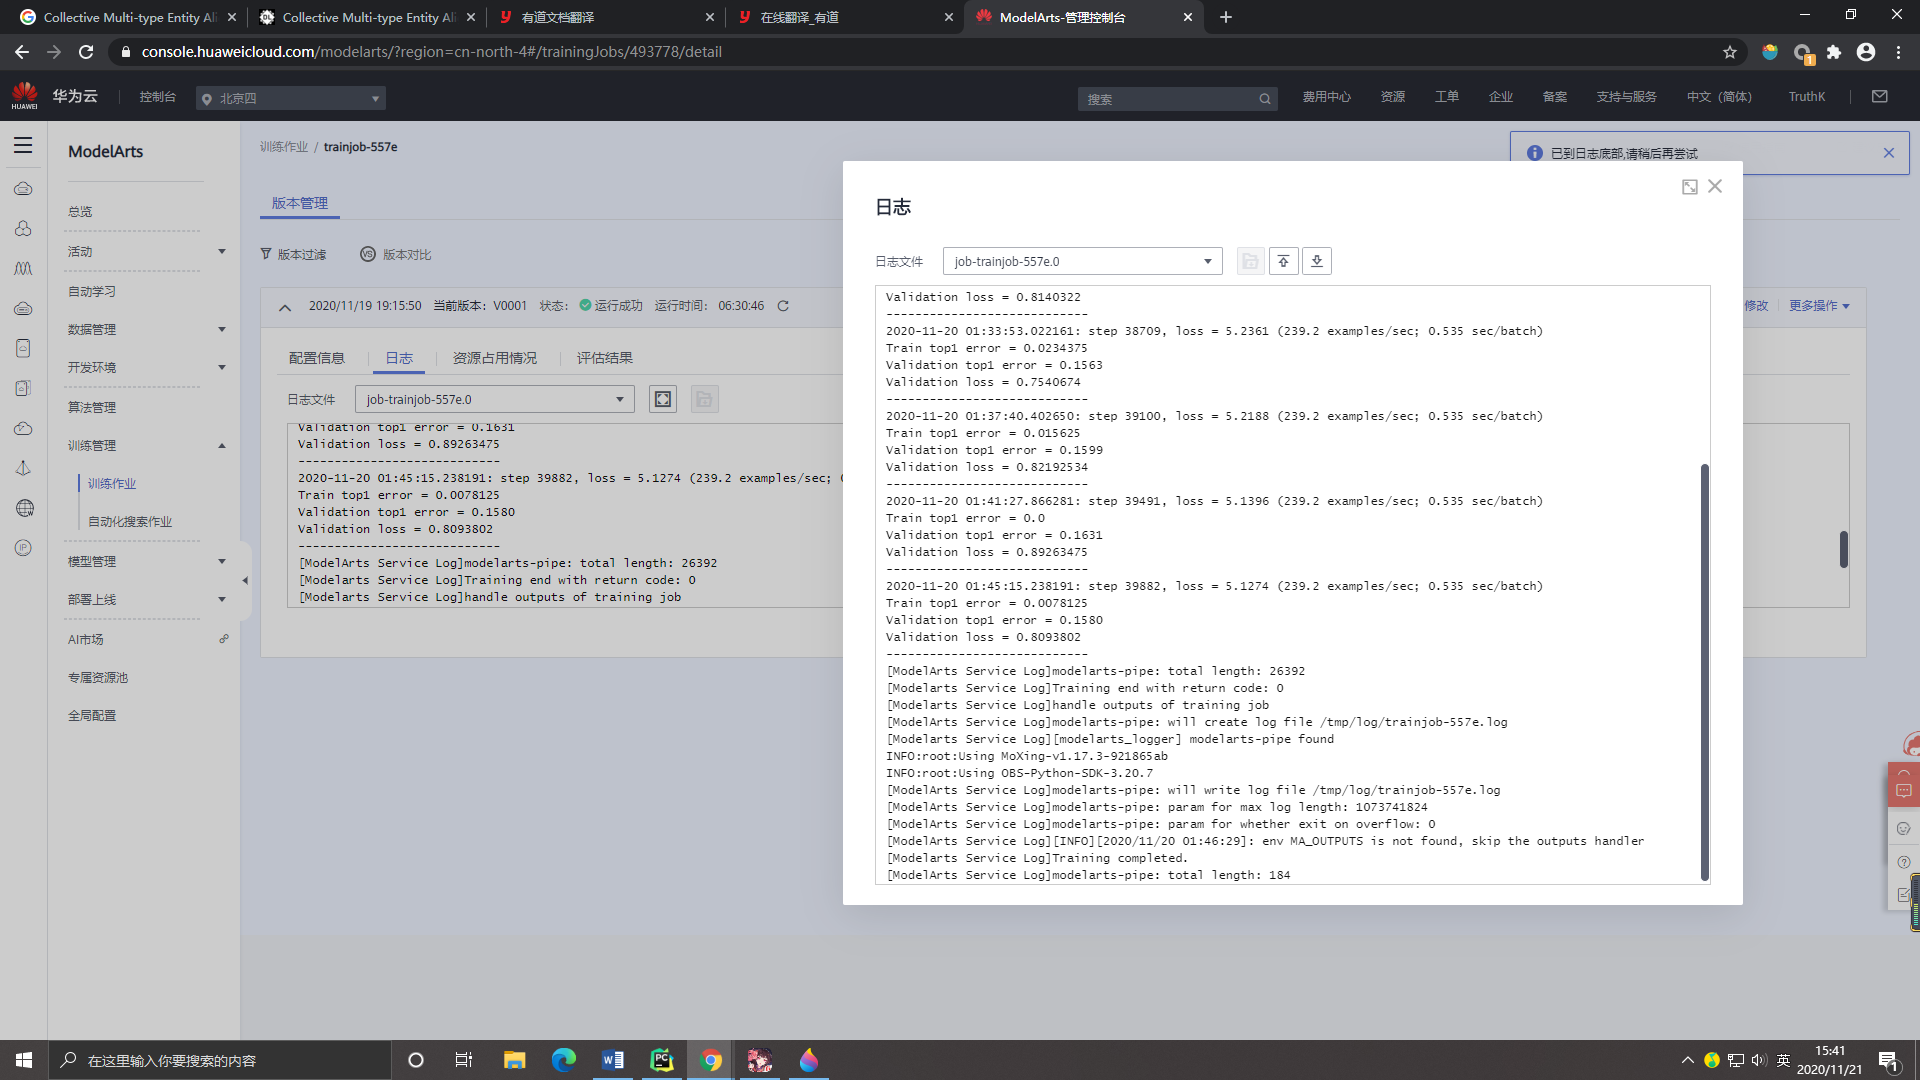 Collective Multi-type Entity Ali
Collective Multi-type Entity Ali
有道文档翻译
在线翻译_有道
ModelArts-管理控制台
console.huaweicloud.com/modelarts/?region=cn-north-4#/trainingJobs/493778/detail
1
HUAWEI
华为云
控制台
北京四
搜索
费用中心
资源
工单
企业
备案
支持与服务
中文（简体）
TruthK
ModelArts
总览
活动
自动学习
数据管理
开发环境
算法管理
训练管理
训练作业
自动化搜索作业
模型管理
部署上线
AI市场
专属资源池
全局配置
IP
训练作业 / trainjob-557e
已到日志底部,请稍后再尝试
版本管理
版本过滤
VS 版本对比
2020/11/19 19:15:50 当前版本: V0001 状态: 运行成功 运行时间: 06:30:46
修改
更多操作
配置信息
日志
资源占用情况
评估结果
日志文件
job-trainjob-557e.0
Validation top1 error = 0.1631
Validation loss = 0.89263475
----------------------------
2020-11-20 01:45:15.238191: step 39882, loss = 5.1274 (239.2 examples/sec; 
Train top1 error = 0.0078125
Validation top1 error = 0.1580
Validation loss = 0.8093802
----------------------------
[ModelArts Service Log]modelarts-pipe: total length: 26392
[Modelarts Service Log]Training end with return code: 0
[Modelarts Service Log]handle outputs of training job
日志
日志文件
job-trainjob-557e.0
Validation loss = 0.8140322
----------------------------
2020-11-20 01:33:53.022161: step 38709, loss = 5.2361 (239.2 examples/sec; 0.535 sec/batch)
Train top1 error = 0.0234375
Validation top1 error = 0.1563
Validation loss = 0.7540674
----------------------------
2020-11-20 01:37:40.402650: step 39100, loss = 5.2188 (239.2 examples/sec; 0.535 sec/batch)
Train top1 error = 0.015625
Validation top1 error = 0.1599
Validation loss = 0.82192534
----------------------------
2020-11-20 01:41:27.866281: step 39491, loss = 5.1396 (239.2 examples/sec; 0.535 sec/batch)
Train top1 error = 0.0
Validation top1 error = 0.1631
Validation loss = 0.89263475
----------------------------
2020-11-20 01:45:15.238191: step 39882, loss = 5.1274 (239.2 examples/sec; 0.535 sec/batch)
Train top1 error = 0.0078125
Validation top1 error = 0.1580
Validation loss = 0.8093802
----------------------------
[ModelArts Service Log]modelarts-pipe: total length: 26392
[Modelarts Service Log]Training end with return code: 0
[Modelarts Service Log]handle outputs of training job
[ModelArts Service Log]modelarts-pipe: will create log file /tmp/log/trainjob-557e.log
[Modelarts Service Log][modelarts_logger] modelarts-pipe found
INFO:root:Using MoXing-v1.17.3-921865ab
INFO:root:Using OBS-Python-SDK-3.20.7
[ModelArts Service Log]modelarts-pipe: will write log file /tmp/log/trainjob-557e.log
[ModelArts Service Log]modelarts-pipe: param for max log length: 1073741824
[ModelArts Service Log]modelarts-pipe: param for whether exit on overflow: 0
[ModelArts Service Log][INFO][2020/11/20 01:46:29]: env MA_OUTPUTS is not found, skip the outputs handler
[Modelarts Service Log]Training completed.
[ModelArts Service Log]modelarts-pipe: total length: 184
在这里输入你要搜索的内容
英
15:41
2020/11/21
1